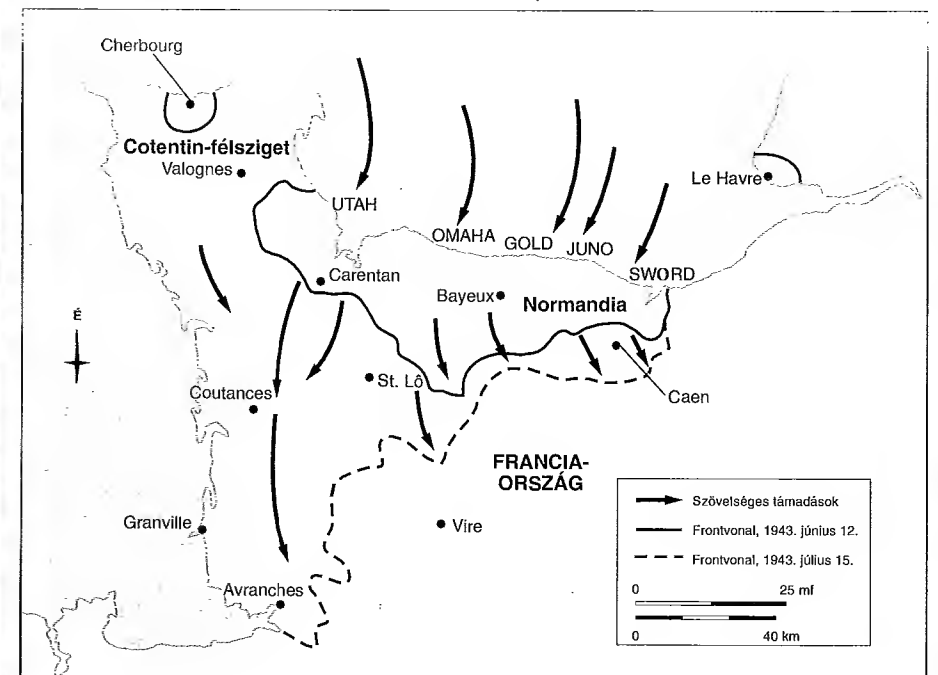 Cherbourg
Cotentin-félsziget
Valognes
Le Havre
UTAH
OMAHA
GOLD
JUNO
SWORD
Carentan
Bayeux
Normandia
É
St. Lô
Coutances
Caen
FRANCIA-
ORSZÁG
Granville
Vire
Avranches
Szövetséges támadások
Frontvonal, 1943. június 12.
Frontvonal, 1943. július 15.
0 25 mf
0 40 km